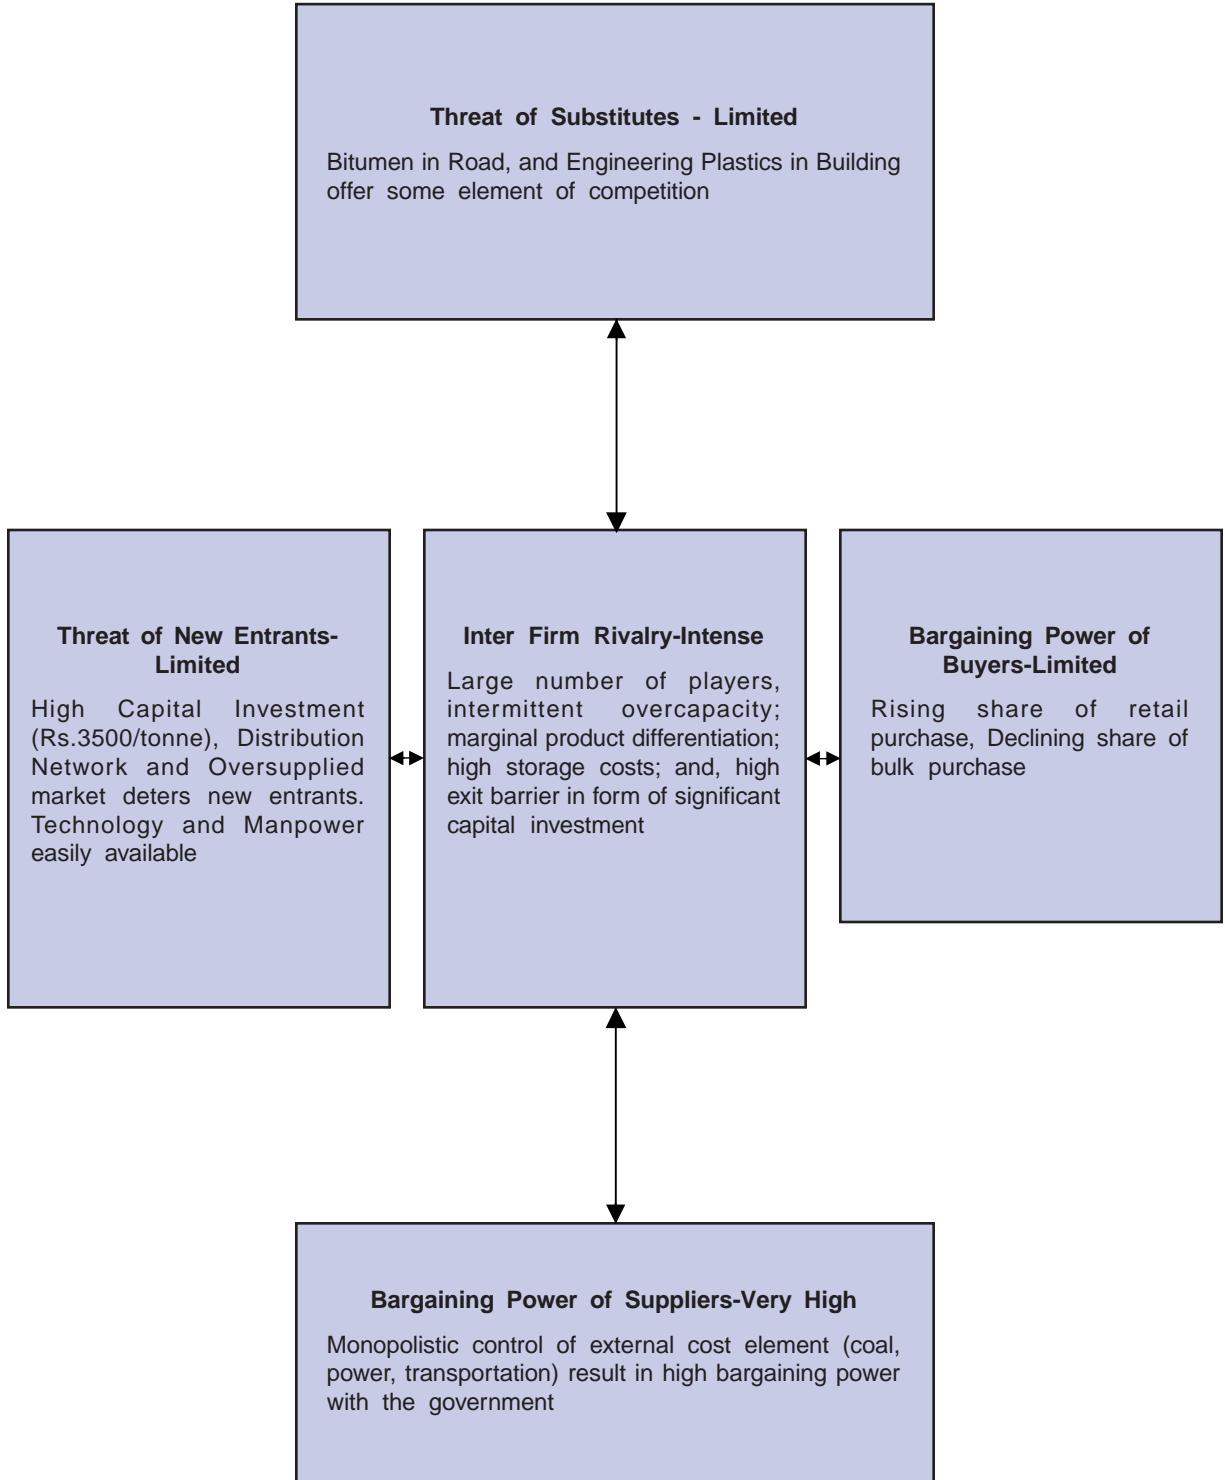 Threat of Substitutes - Limited
Bitumen in Road, and Engineering Plastics in Building
offer some element of competition
Threat of New Entrants-
Limited
High Capital Investment
(Rs.3500/tonne), Distribution
Network and Oversupplied
market deters new entrants.
Technology and Manpower
easily available
Inter Firm Rivalry-Intense
Large number of players,
intermittent overcapacity;
marginal product differentiation;
high storage costs; and, high
exit barrier in form of significant
capital investment
Bargaining Power of
Buyers-Limited
Rising share of retail
purchase, Declining share of
bulk purchase
Bargaining Power of Suppliers-Very High
Monopolistic control of external cost element (coal,
power, transportation) result in high bargaining power
with the government